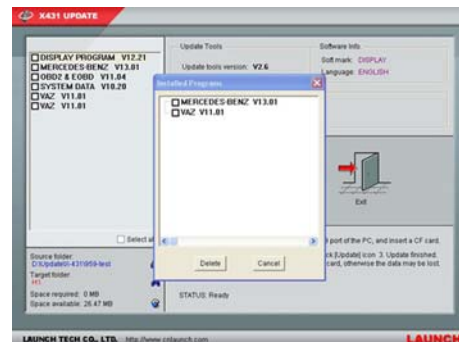 X431 UPDATE
DISPLAY PROGRAM V12.21
MERCEDES-BENZ V13.01
OBD2 & EOBD V11.04
SYSTEM DATA V10.20
VAZ V11.01
VAZ V11.01
Select al
Source folder:
Target folder:
H:\
Space required: 0 MB
Space available: 26.47 MB
Update Tools
Update tools version: V2.6
Software Info.
Soft mark: DISPLAY
Language: ENGLISH
Installed Programs
MERCEDES-BENZ V13.01
VAZ V11.01
Delete
Cancel
Exit
port of the PC, and insert a CF card.
ck [Update] icon 3. Update finished.
card, otherwise the data may be lost.
STATUS: Ready
LAUNCH TECH CO., LTD. http://www.cnlaunch.com
LAUNCH